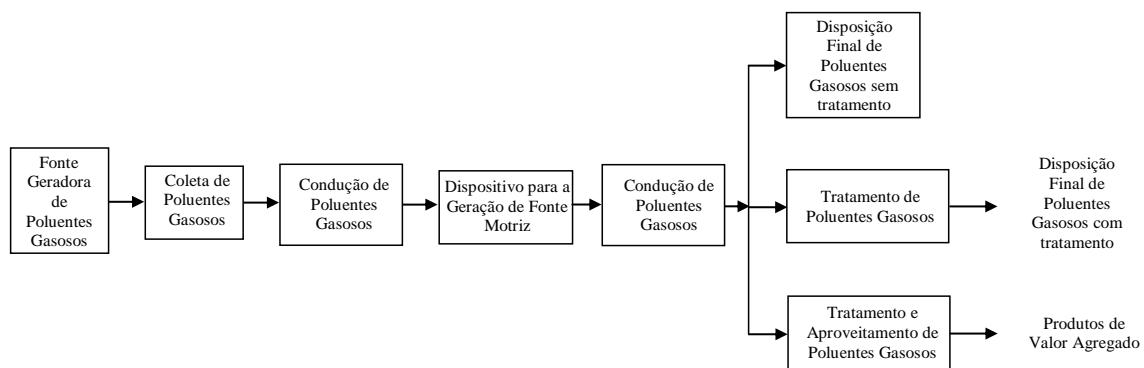 Fonte
Geradora
de
Poluentes
Gasosos
Coleta de
Poluentes
Gasosos
Condução de
Poluentes
Gasosos
Dispositivo para a
Geração de Fonte
Motriz
Condução de
Poluentes
Gasosos
Disposição
Final de
Poluentes
Gasosos sem
tratamento
Tratamento de
Poluentes Gasosos
Disposição
Final de
Poluentes
Gasosos com
tratamento
Tratamento e
Aproveitamento de
Poluentes Gasosos
Produtos de
Valor Agregado